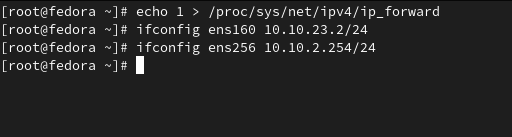 [root@fedora ~]# echo 1 > /proc/sys/net/ipv4/ip_forward
[root@fedora ~]# ifconfig ens160 10.10.23.2/24
[root@fedora ~]# ifconfig ens256 10.10.2.254/24
[root@fedora ~]#